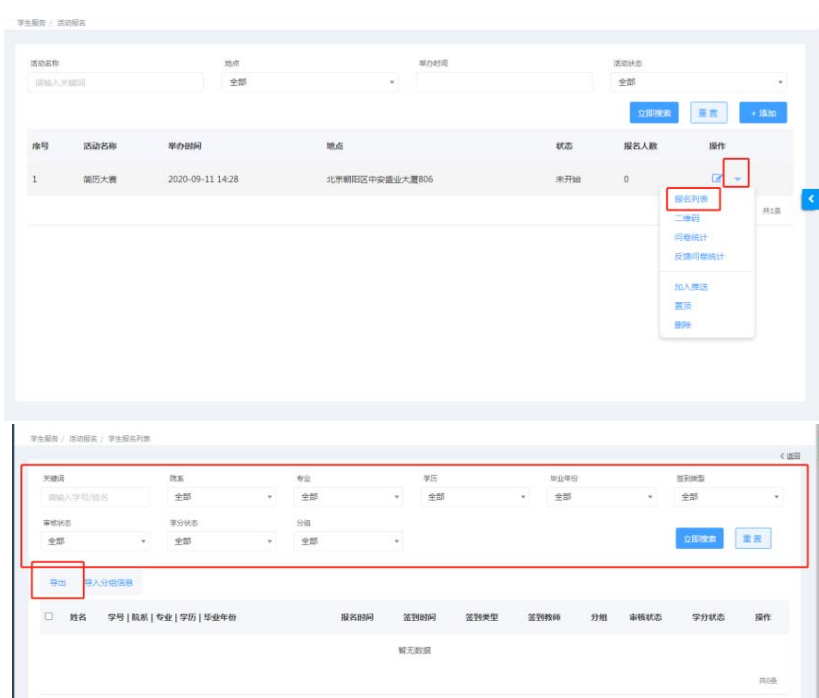 学生服务 / 活动报名
活动名称 地点 举办时间 活动状态
请输入关键词 全部 全部
立即搜索 重置 + 添加
序号 活动名称 举办时间 地点 状态 报名人数 操作
1 简历大赛 2020-09-11 14:28 北京朝阳区中安盛业大厦806 未开始 0
报名列表
共1条
二维码
问卷统计
反馈问卷统计
加入推送
置顶
删除
学生服务 / 活动报名 / 学生报名列表
返回
关键词 院系 专业 学历 毕业年份 签到类型
请输入学号/姓名 全部 全部 全部 全部 全部
审核状态 学分状态 分组
全部 全部 全部 立即搜索 重置
导出 导入分组信息
姓名 学号 | 院系 | 专业 | 学历 | 毕业年份 报名时间 签到时间 签到类型 签到教师 分组 审核状态 学分状态 操作
暂无数据
共0条